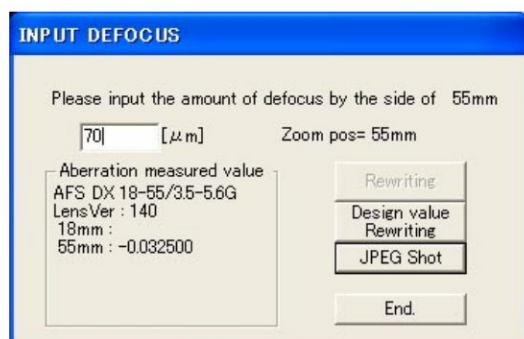 INPUT DEFOCUS
Please input the amount of defocus by the side of 55mm
70 [μm] Zoom pos= 55mm
Aberration measured value
AFS DX 18-55/3.5-5.6G
LensVer : 140
18mm :
55mm : -0.032500
Rewriting
Design value
Rewriting
JPEG Shot
End.